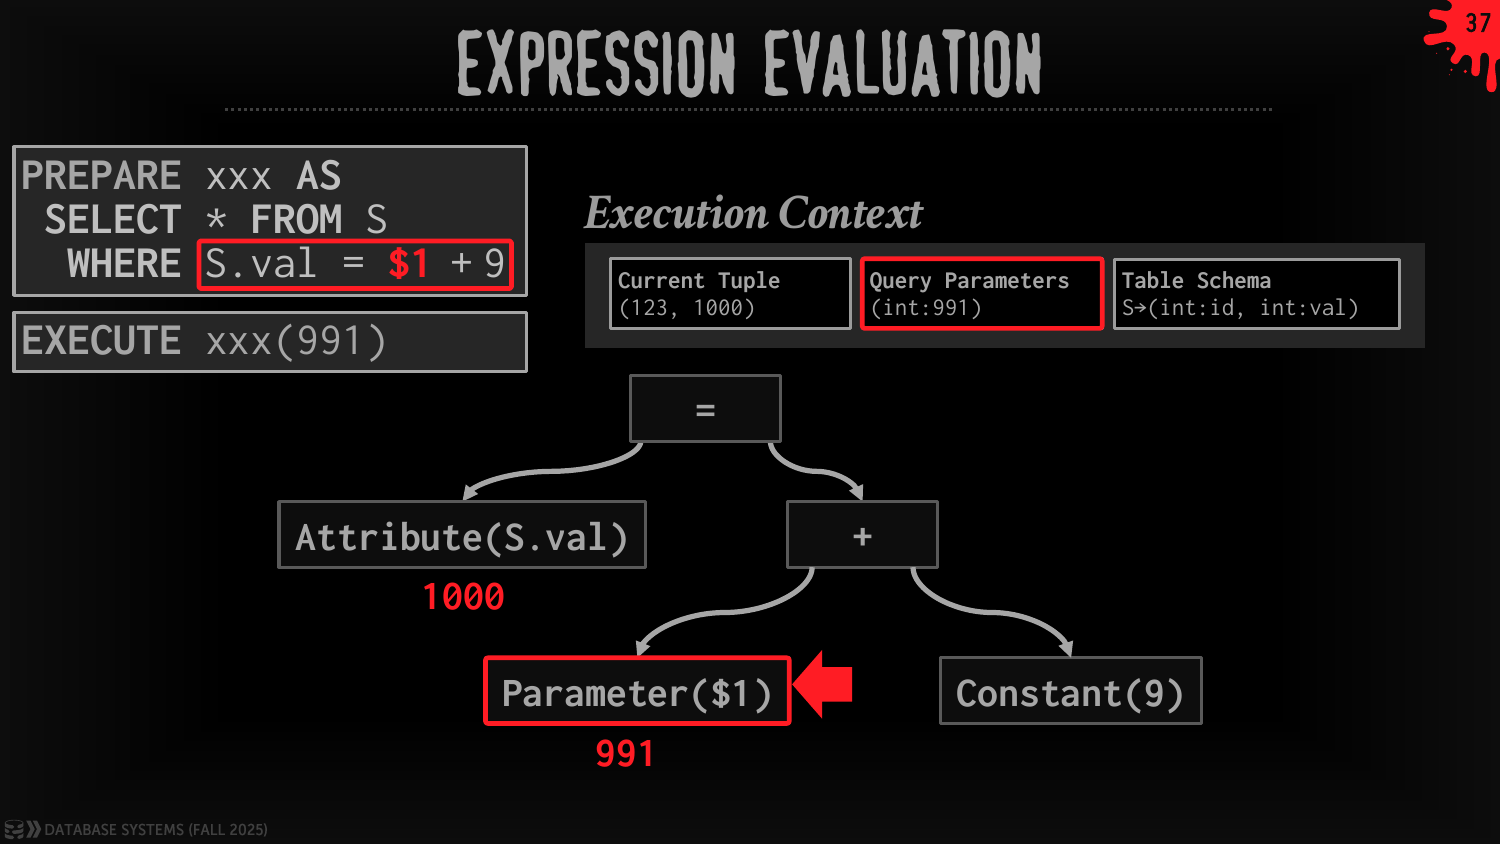 37
EXPRESSION EVALUATION
PREPARE xxx AS
SELECT * FROM S
WHERE S.val = $1 + 9
EXECUTE xxx(991)
Execution Context
Current Tuple
(123, 1000)
Query Parameters
(int:991)
Table Schema
S→(int:id, int:val)
=
Attribute(S.val)
+
1000
Parameter($1)
Constant(9)
991
DATABASE SYSTEMS (FALL 2025)